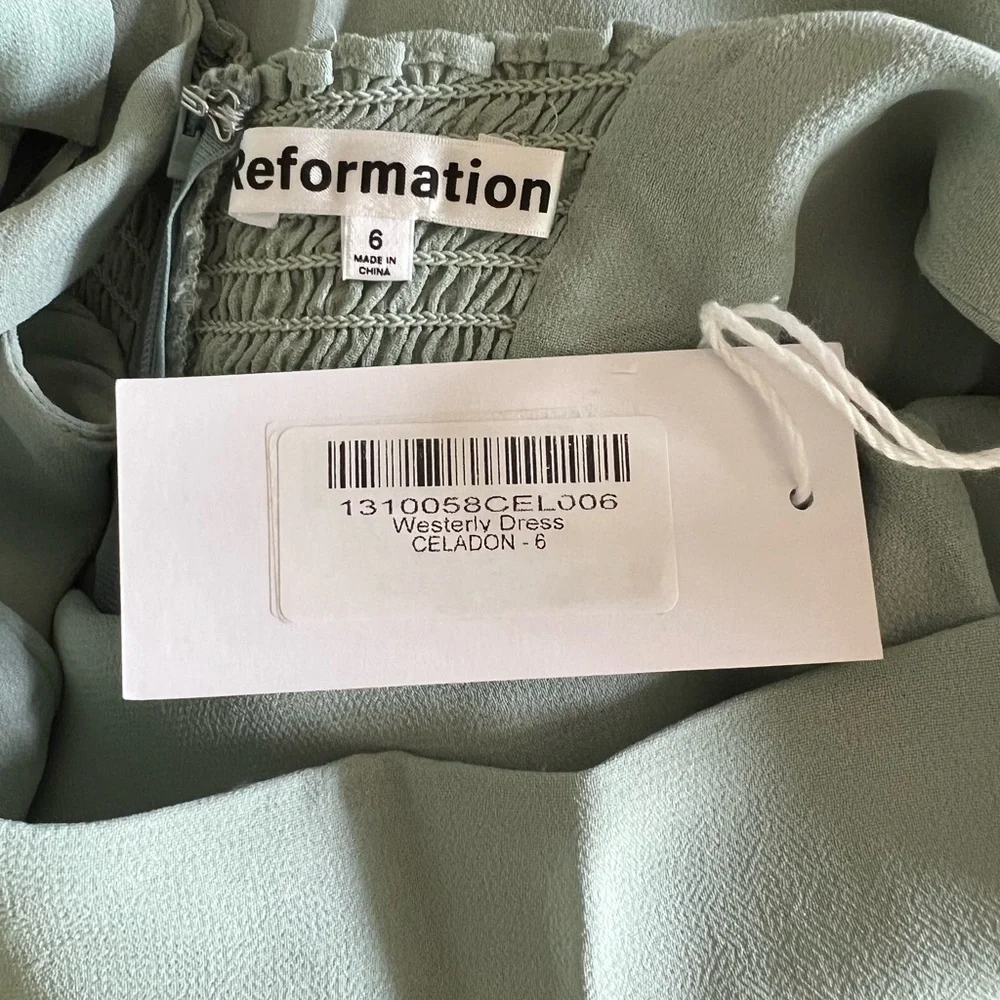 Reformation
6
MADE IN
CHINA
1310058CEL006
Westerly Dress
CELADON - 6